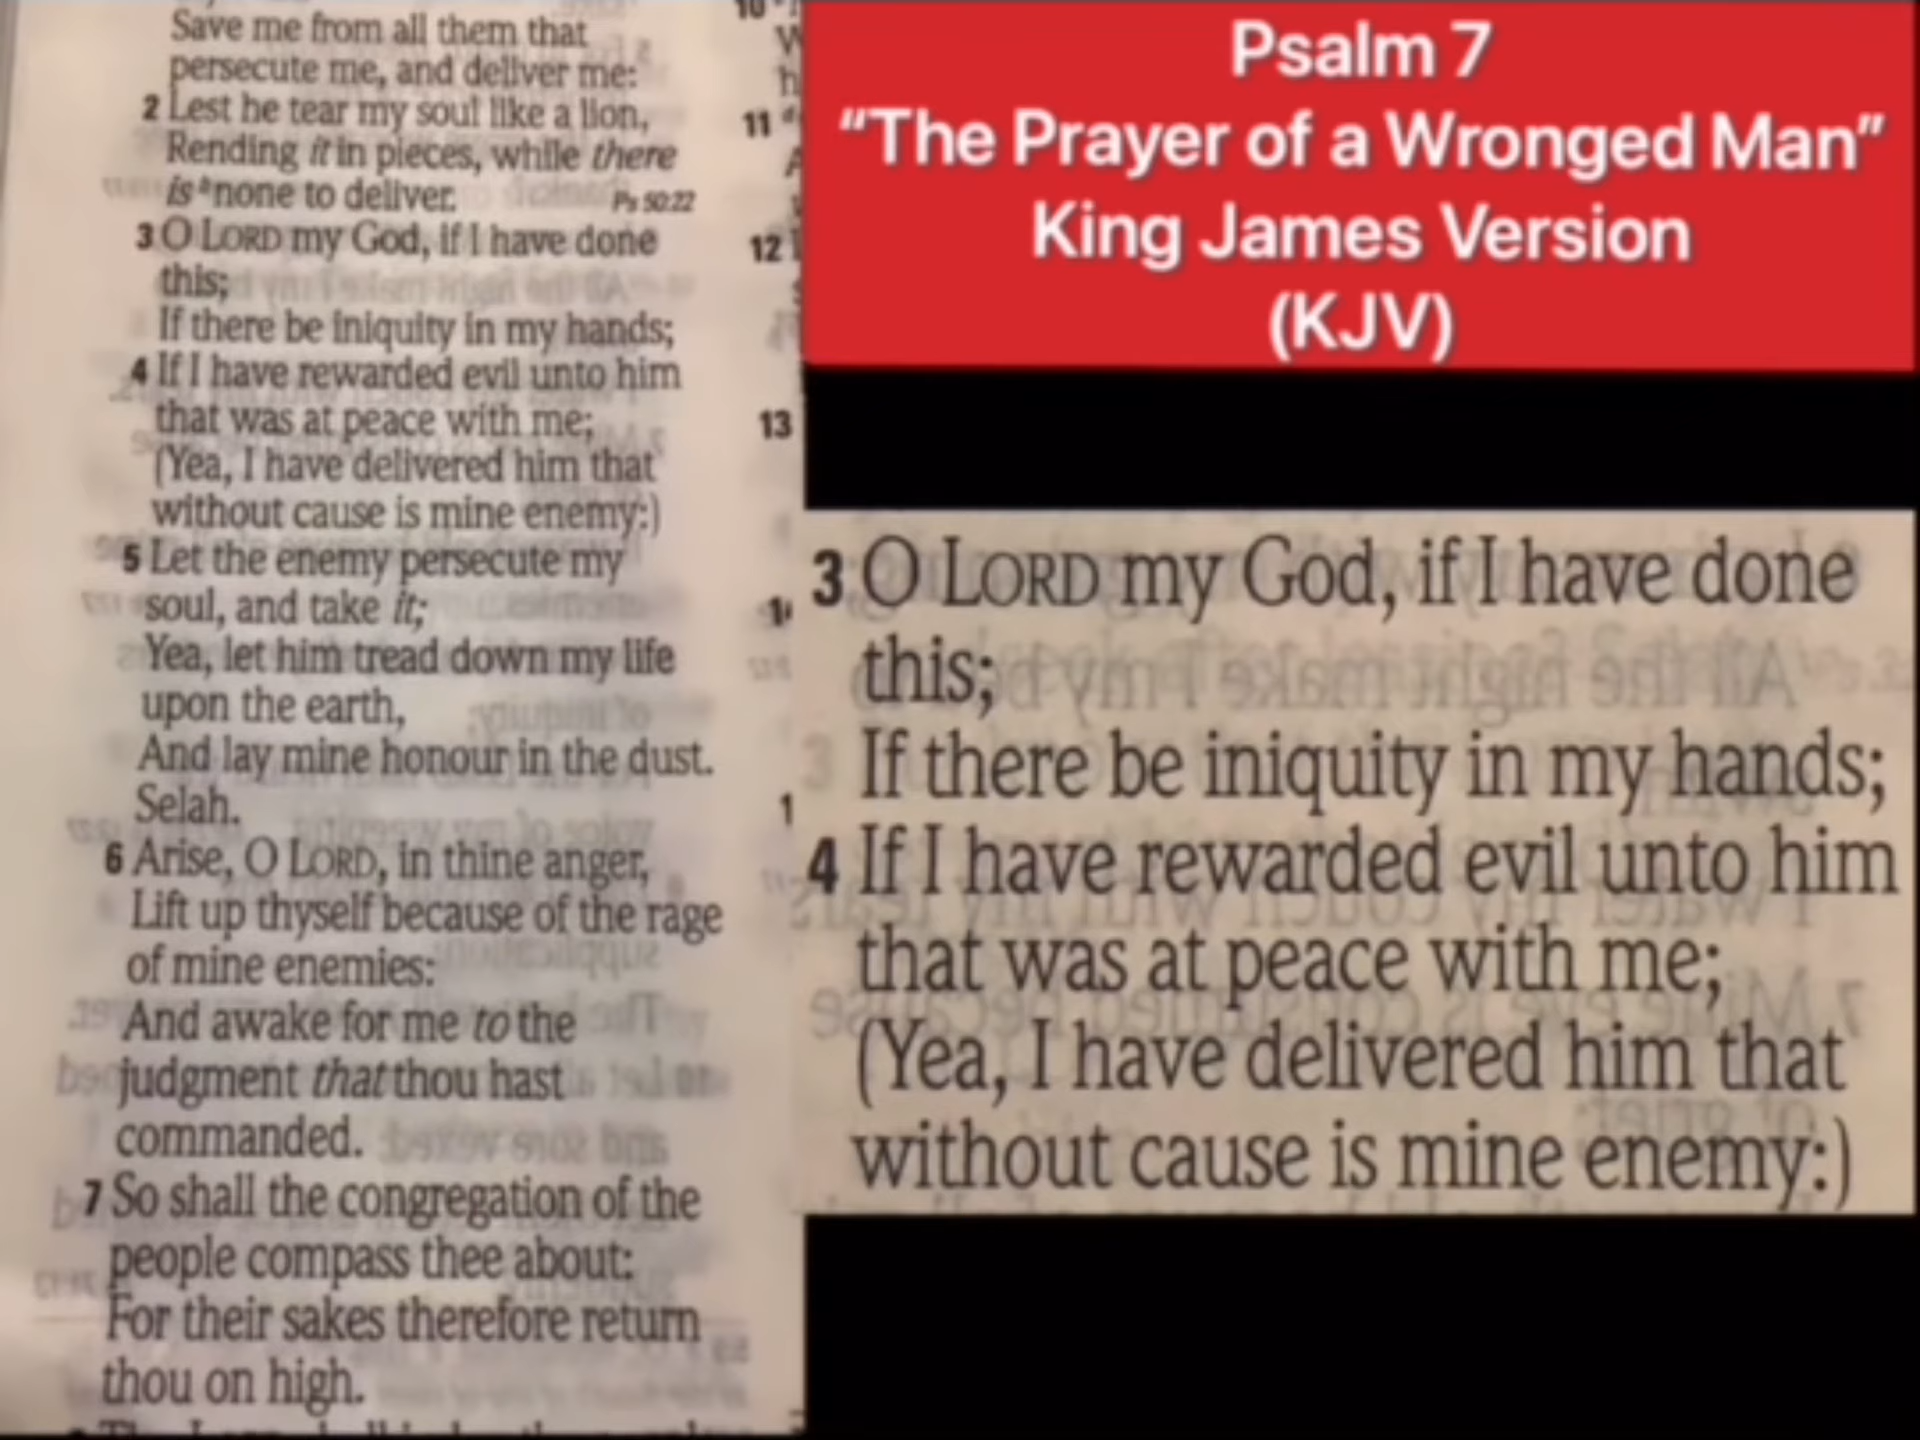 Save me from all them that
persecute me, and deliver me:
2 Lest he tear my soul like a lion,
Rending it in pieces, while there
is a none to deliver. Ps 50:22
3 O LORD my God, if I have done
this;
If there be iniquity in my hands;
4 If I have rewarded evil unto him
that was at peace with me;
(Yea, I have delivered him that
without cause is mine enemy:)
5 Let the enemy persecute my
soul, and take it;
Yea, let him tread down my life
upon the earth,
And lay mine honour in the dust.
Selah.
6 Arise, O LORD, in thine anger,
Lift up thyself because of the rage
of mine enemies:
And awake for me to the
judgment that thou hast
commanded.
7 So shall the congregation of the
people compass thee about:
For their sakes therefore return
thou on high.
10
11
12
13
Psalm 7
“The Prayer of a Wronged Man”
King James Version
(KJV)
3 O LORD my God, if I have done
this;
If there be iniquity in my hands;
4 If I have rewarded evil unto him
that was at peace with me;
(Yea, I have delivered him that
without cause is mine enemy:)